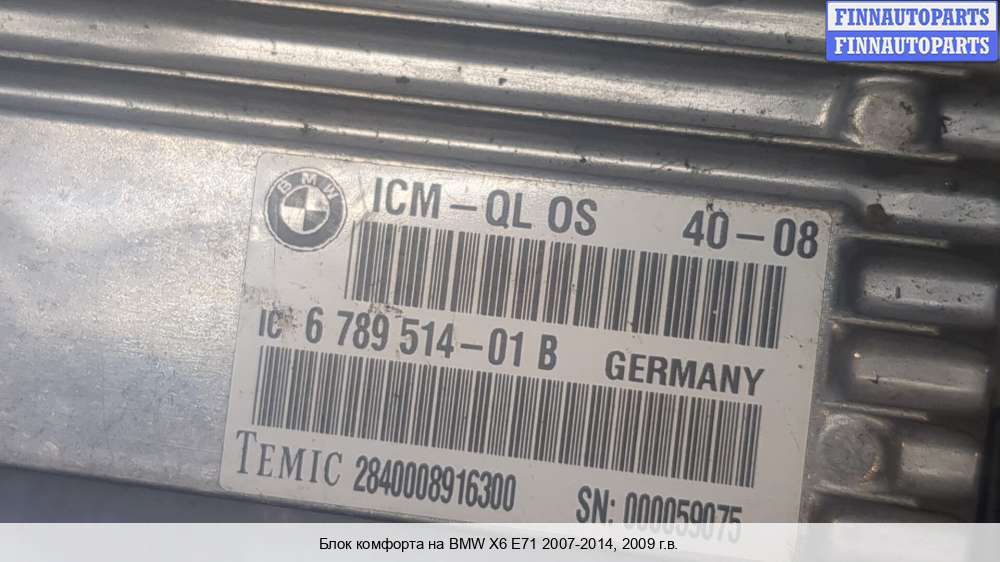 FINNAUTOPARTS
FINNAUTOPARTS
BMW
ICM-QL OS 40-08
IC 6 789 514-01 B GERMANY
TEMIC 2840008916300 SN: 000059075
Блок комфорта на BMW X6 E71 2007-2014, 2009 г.в.